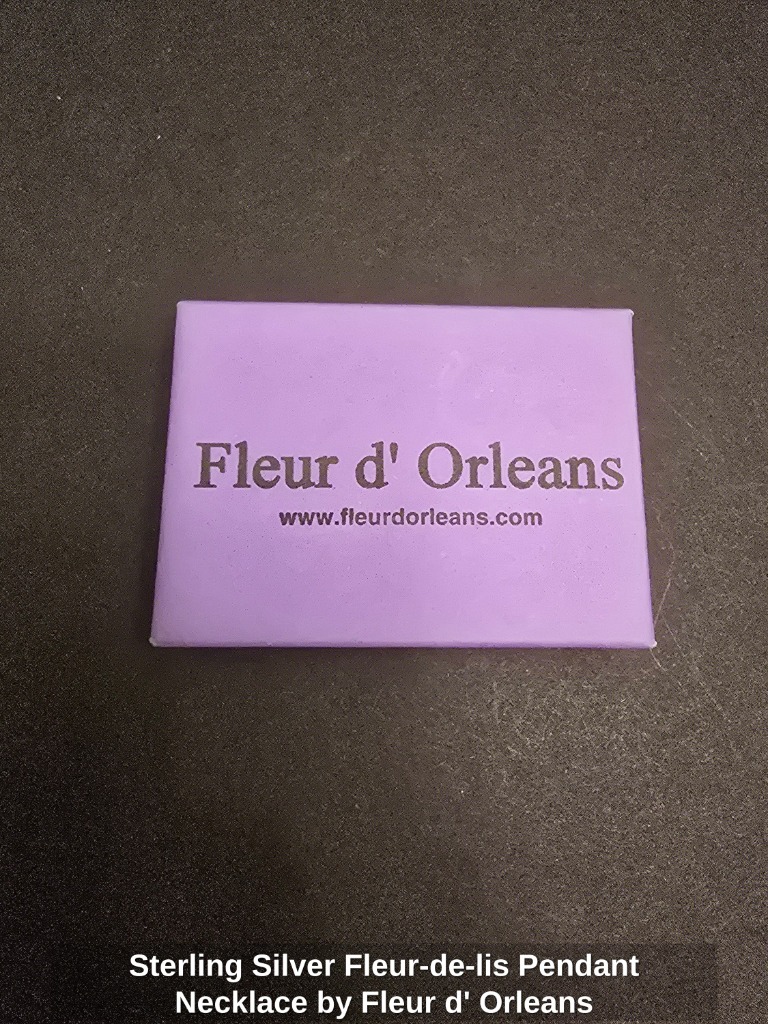 Fleur d' Orleans
www.fleurdorleans.com
Sterling Silver Fleur-de-lis Pendant
Necklace by Fleur d' Orleans